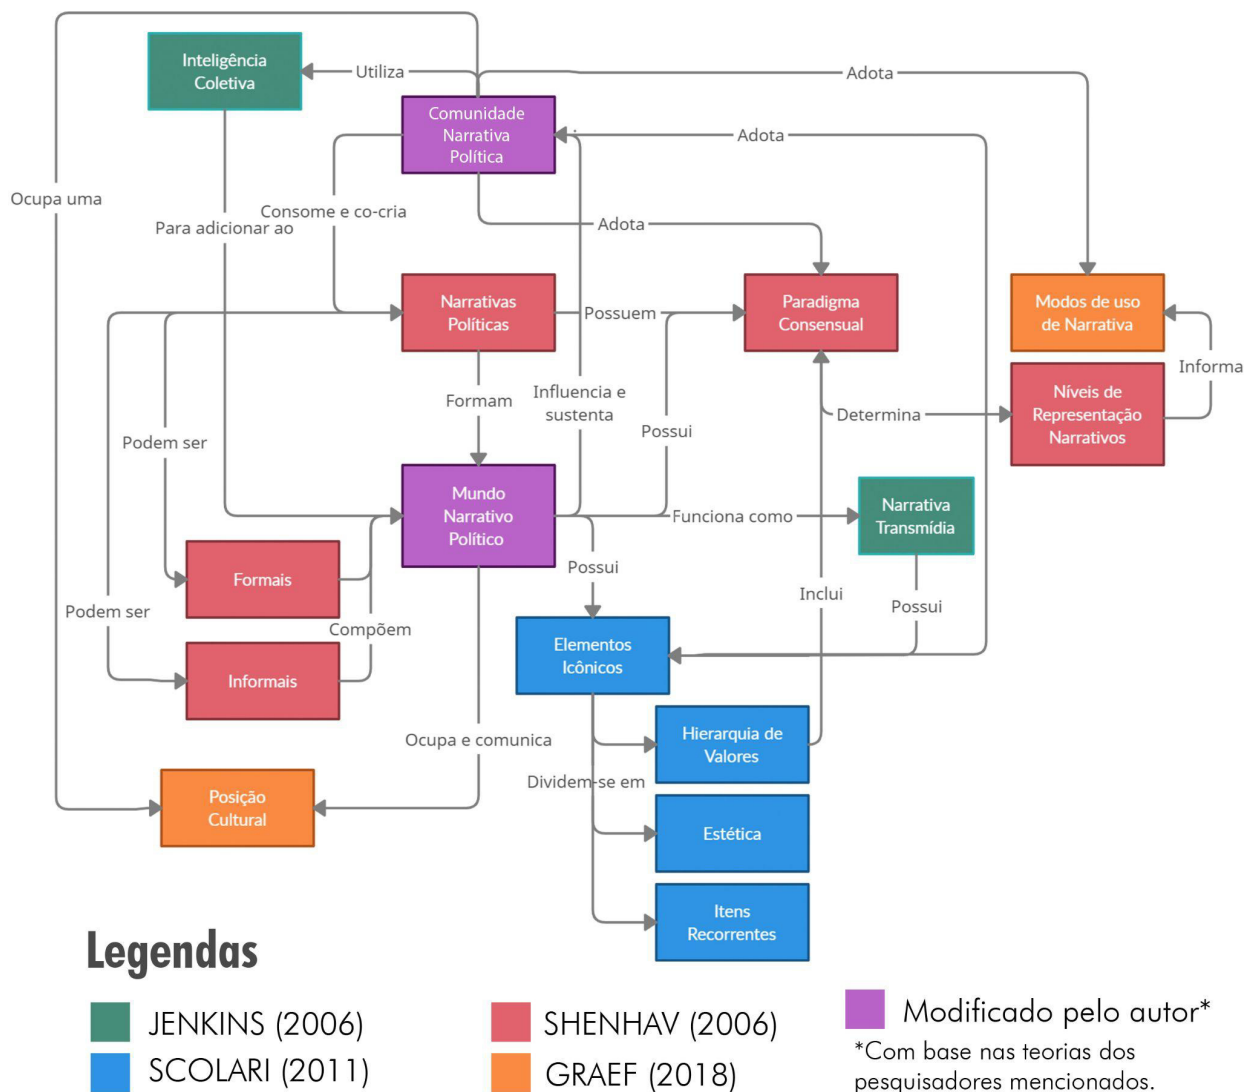 Inteligência
Coletiva
Utiliza
Adota
Comunidade
Narrativa
Política
Adota
Ocupa uma
Consome e co-cria
Para adicionar ao
Adota
Narrativas
Políticas
Possuem
Paradigma
Consensual
Modos de uso
de Narrativa
Informa
Formam
Influencia e
sustenta
Níveis de
Representação
Narrativos
Determina
Possui
Podem ser
Mundo
Narrativo
Político
Funciona como
Narrativa
Transmídia
Formais
Possui
Inclui
Possui
Podem ser
Compõem
Elementos
Icônicos
Informais
Ocupa e comunica
Hierarquia de
Valores
Dividem-se em
Posição
Cultural
Estética
Itens
Recorrentes
Legendas
JENKINS (2006)
SHENHAV (2006)
Modificado pelo autor*
SCOLARI (2011)
GRAEF (2018)
*Com base nas teorias dos
pesquisadores mencionados.